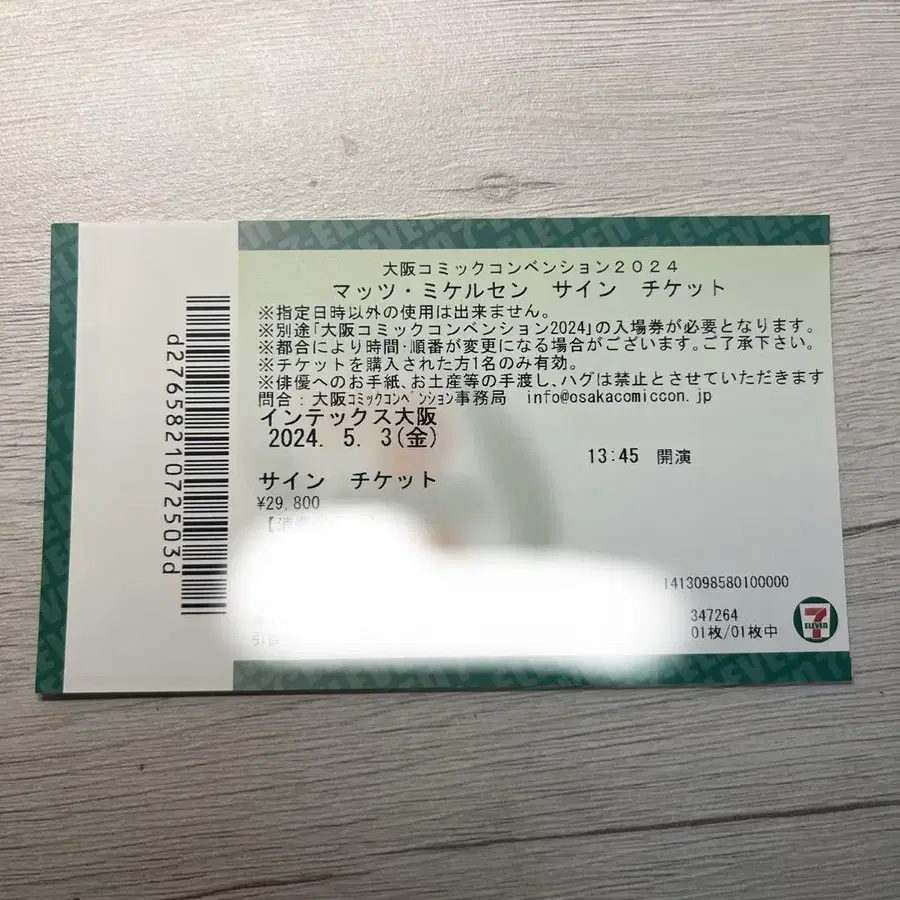 大阪コミックコンベンション２０２４
マッツ・ミケルセン　サイン　チケット
※指定日時以外の使用は出来ません。
※別途「大阪コミックコンベンション2024」の入場券が必要となります。
※都合により時間・順番が変更になる場合がございます。ご了承下さい。
※チケットを購入された方1名のみ有効。
※俳優へのお手紙、お土産等の手渡し、ハグは禁止とさせていただきます
問合：大阪ｺﾐｯｸｺﾝﾍﾞﾝｼｮﾝ事務局　info@osakacomiccon.jp
インテックス大阪
2024. 5. 3(金)
13:45 開演
サイン　チケット
¥29,800
1413098580100000
347264
01枚/01枚中
7 ELEVEN
d27658210725503d